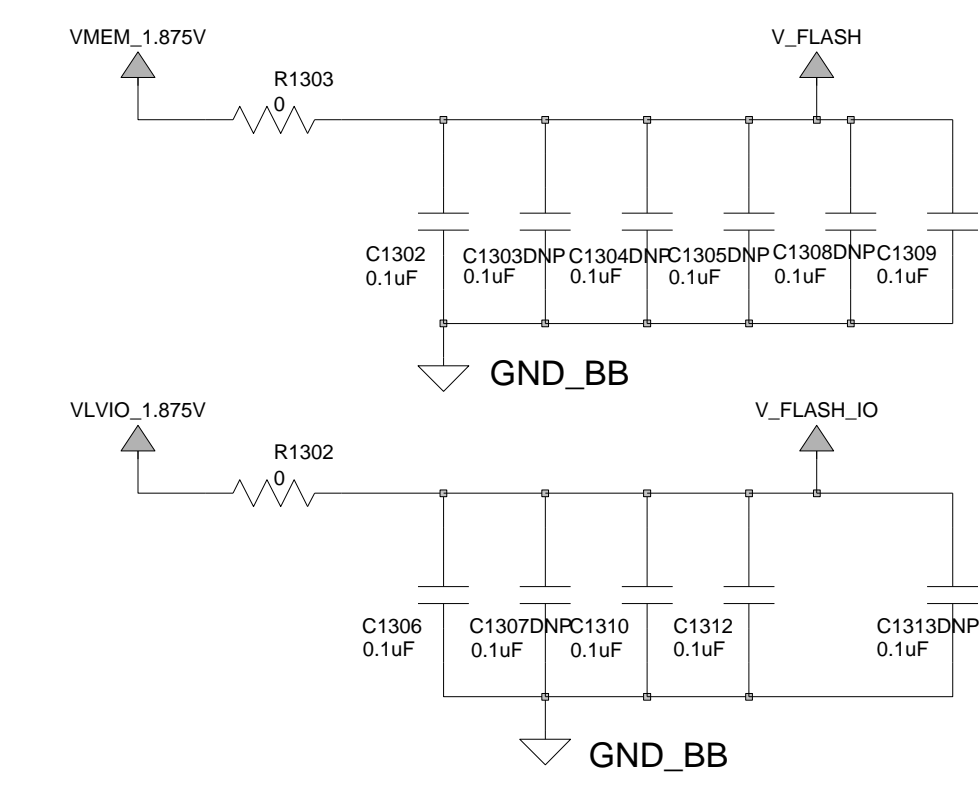 VMEM_1.875V
V_FLASH
R1303
0
C1302
0.1uF
C1303DNP
0.1uF
C1304DNP
0.1uF
C1305DNP
0.1uF
C1308DNP
0.1uF
C1309
0.1uF
GND_BB
VLVIO_1.875V
V_FLASH_IO
R1302
0
C1306
0.1uF
C1307DNP
0.1uF
C1310
0.1uF
C1312
0.1uF
C1313DNP
0.1uF
GND_BB